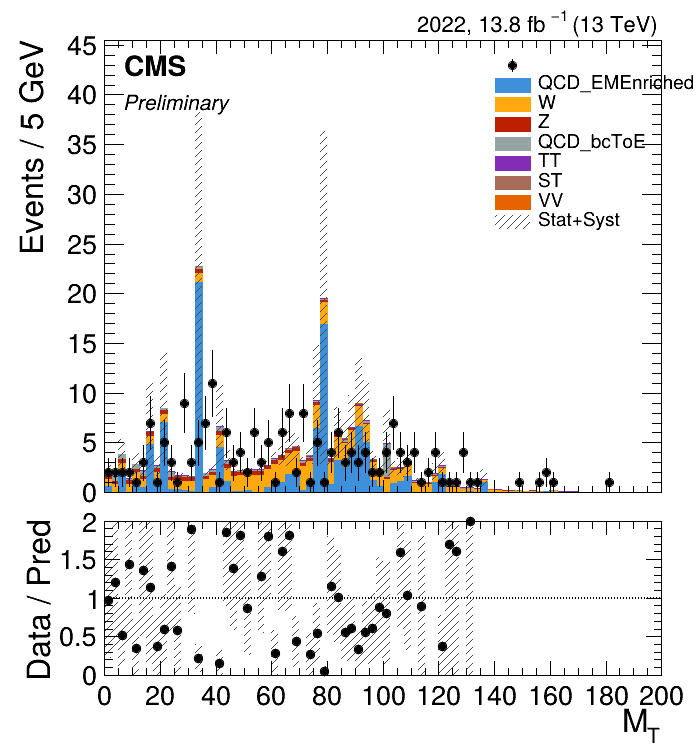 2022, 13.8 fb⁻¹ (13 TeV)
Events / 5 GeV
45
40
35
30
25
20
15
10
5
0
CMS
Preliminary
QCD_EMEnriched
W
Z
QCD_bcToE
TT
ST
VV
Stat+Syst
Data / Pred
2
1.5
1
0.5
0
0 20 40 60 80 100 120 140 160 180 200
M_T